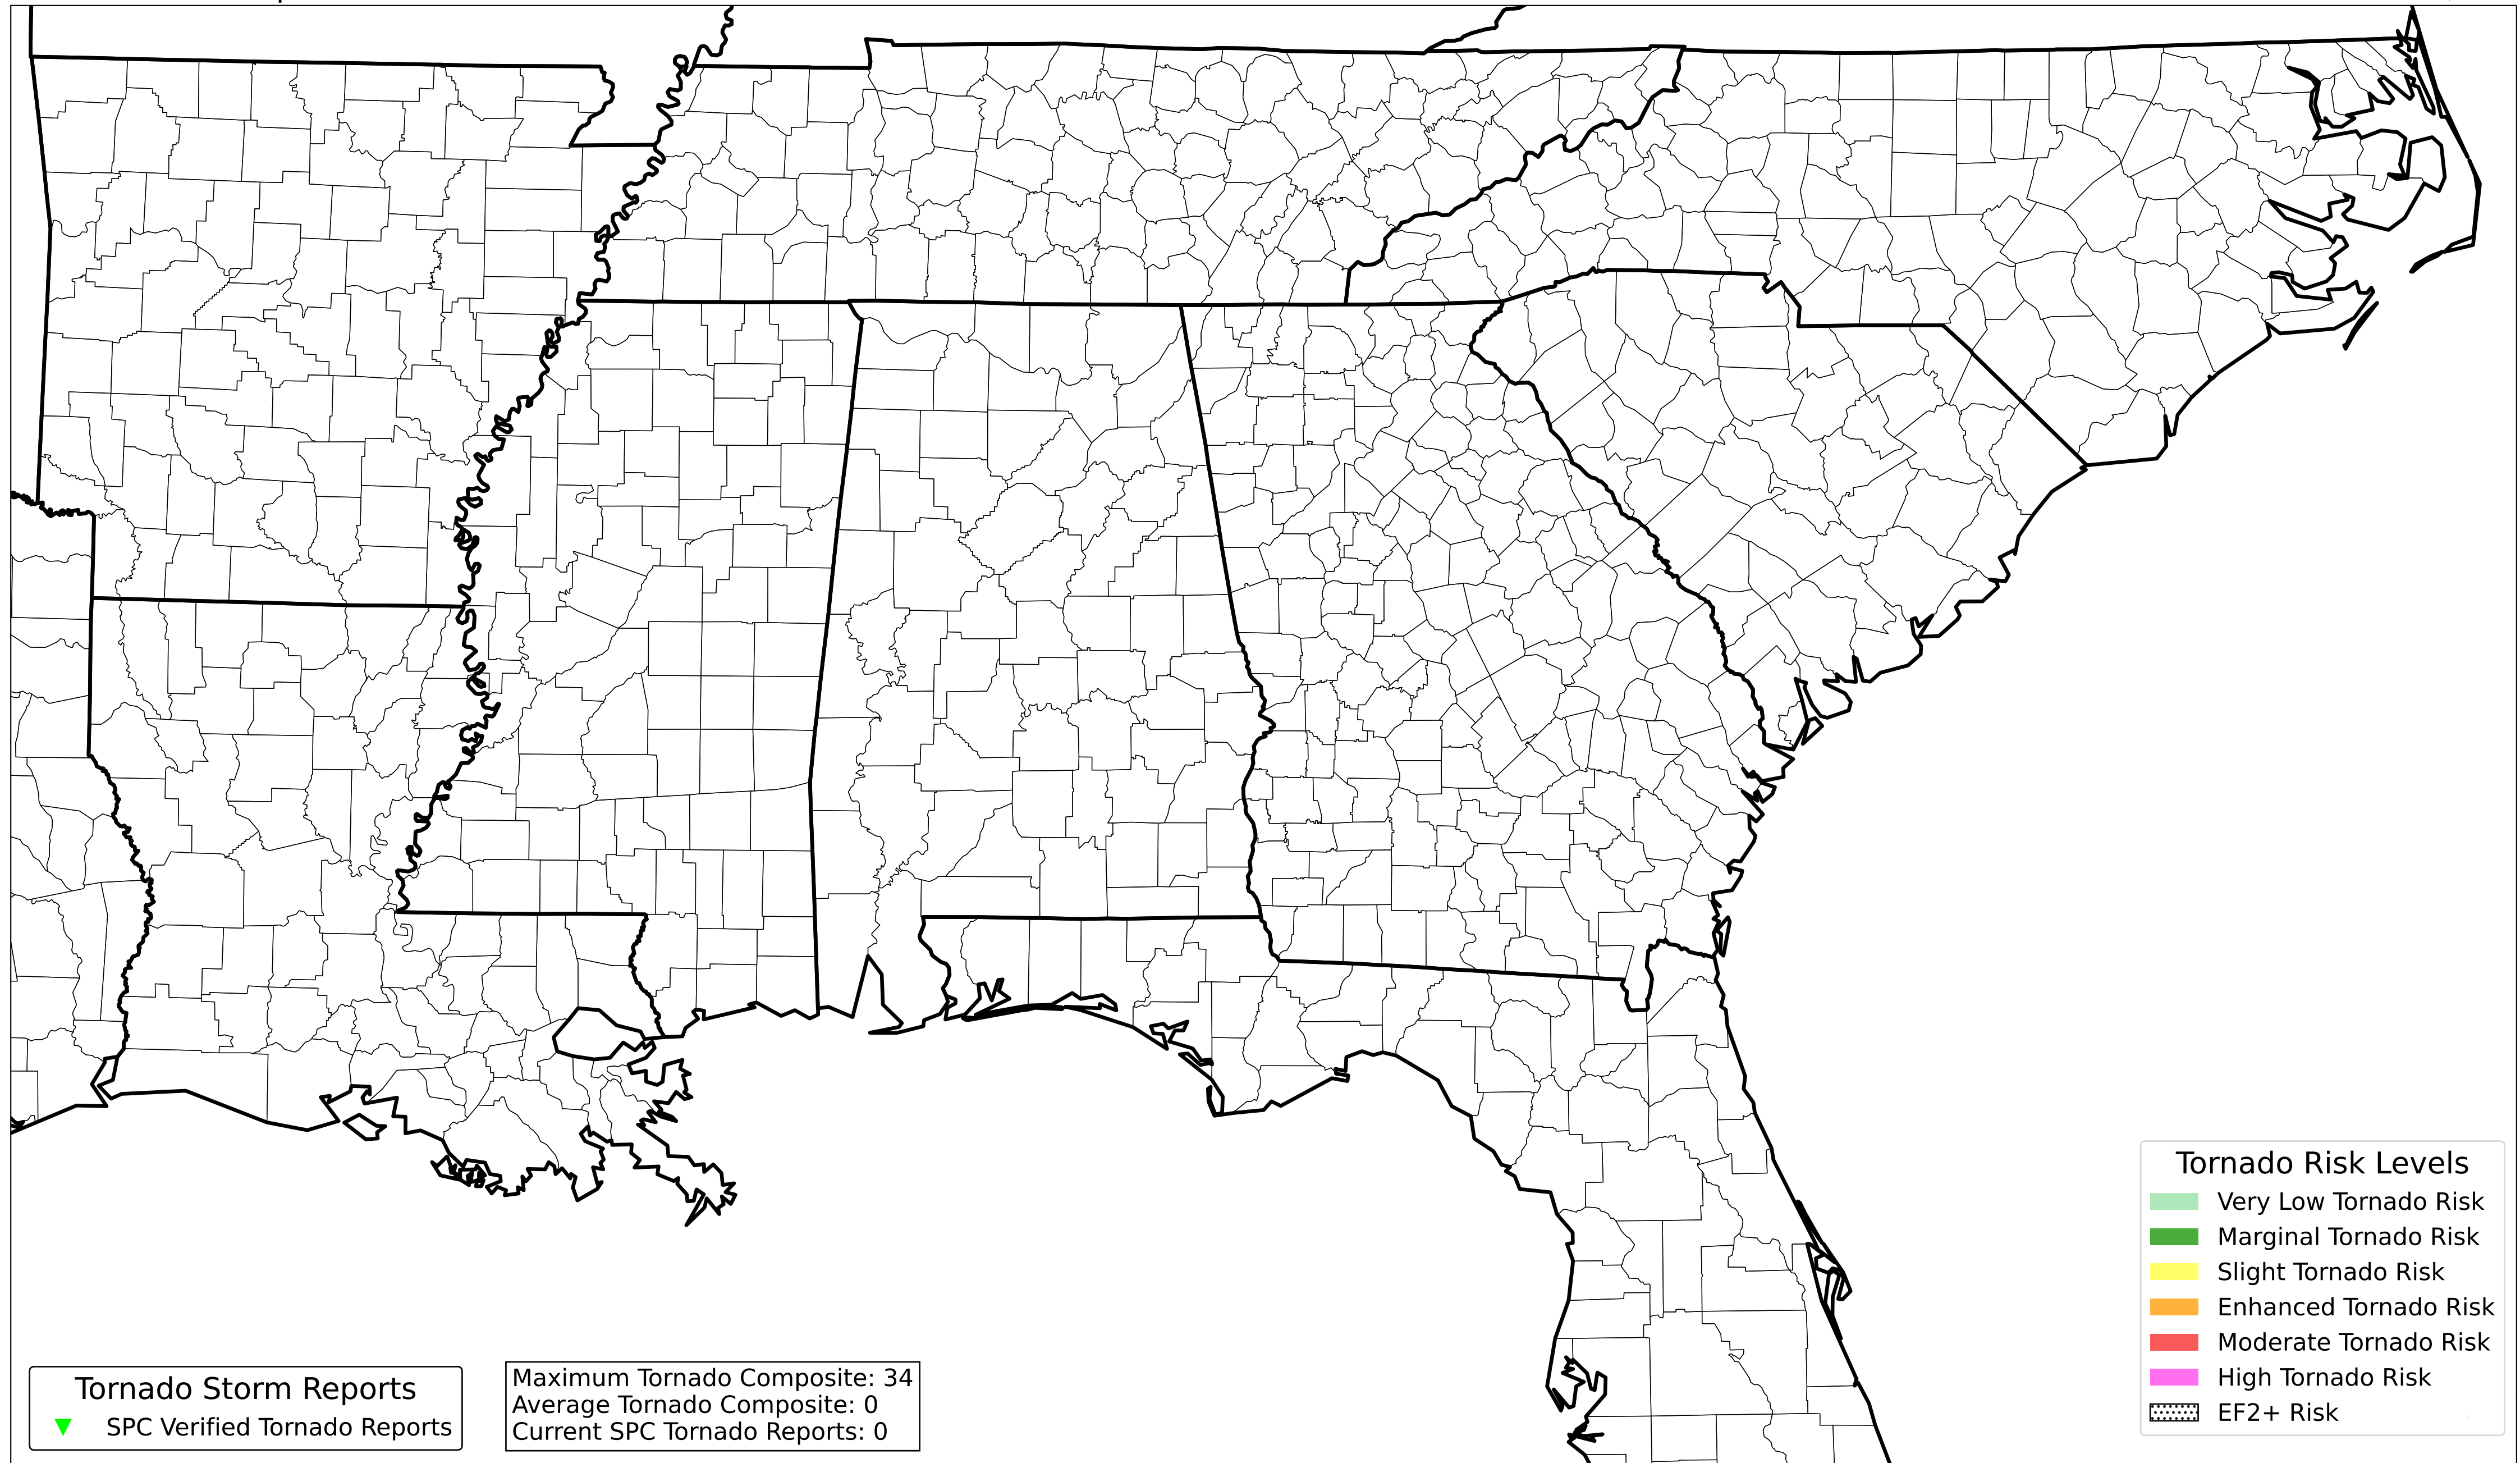 Tornado Risk Levels
Very Low Tornado Risk
Marginal Tornado Risk
Slight Tornado Risk
Enhanced Tornado Risk
Moderate Tornado Risk
High Tornado Risk
EF2+ Risk
Tornado Storm Reports
SPC Verified Tornado Reports
Maximum Tornado Composite: 34
Average Tornado Composite: 0
Current SPC Tornado Reports: 0